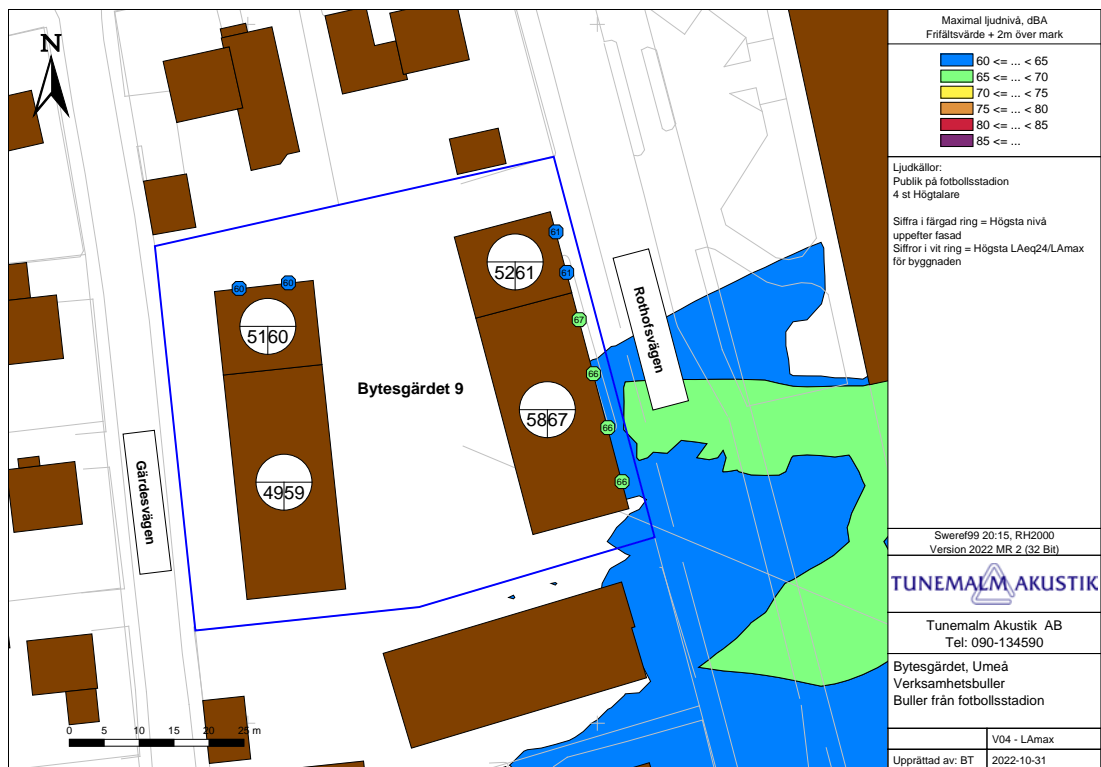 N
Maximal ljudnivå, dBA
Frifältsvärde + 2m över mark
60 <= ... < 65
65 <= ... < 70
70 <= ... < 75
75 <= ... < 80
80 <= ... < 85
85 <= ...
Ljudkällor:
Publik på fotbollsstadion
4 st Högtalare
Siffra i färgad ring = Högsta nivå
uppefter fasad
Siffror i vit ring = Högsta LAeq24/LAmax
för byggnaden
61
52 61
61
60
60
51 60
67
Rothofsvägen
66
Bytesgärdet 9
58 67
66
66
49 59
Gärdesvägen
0 5 10 15 20 25 m
Sweref99 20:15, RH2000
Version 2022 MR 2 (32 Bit)
TUNEMALM AKUSTIK
Tunemalm Akustik AB
Tel: 090-134590
Bytesgärdet, Umeå
Verksamhetsbuller
Buller från fotbollsstadion
V04 - LAmax
Upprättad av: BT 2022-10-31